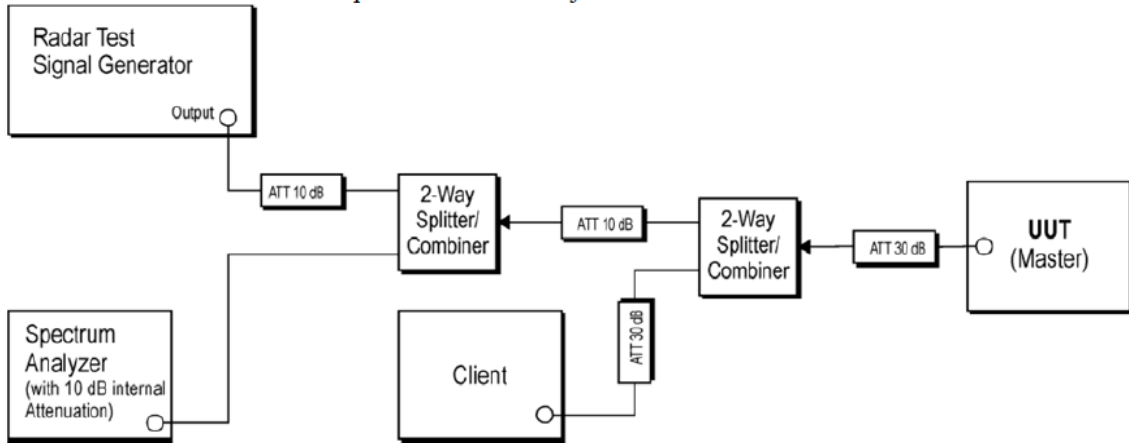 Radar Test
Signal Generator
Output
ATT 10 dB
2-Way
Splitter/
Combiner
ATT 10 dB
2-Way
Splitter/
Combiner
ATT 30 dB
UUT
(Master)
Spectrum
Analyzer
(with 10 dB internal
Attenuation)
Client
ATT 30 dB